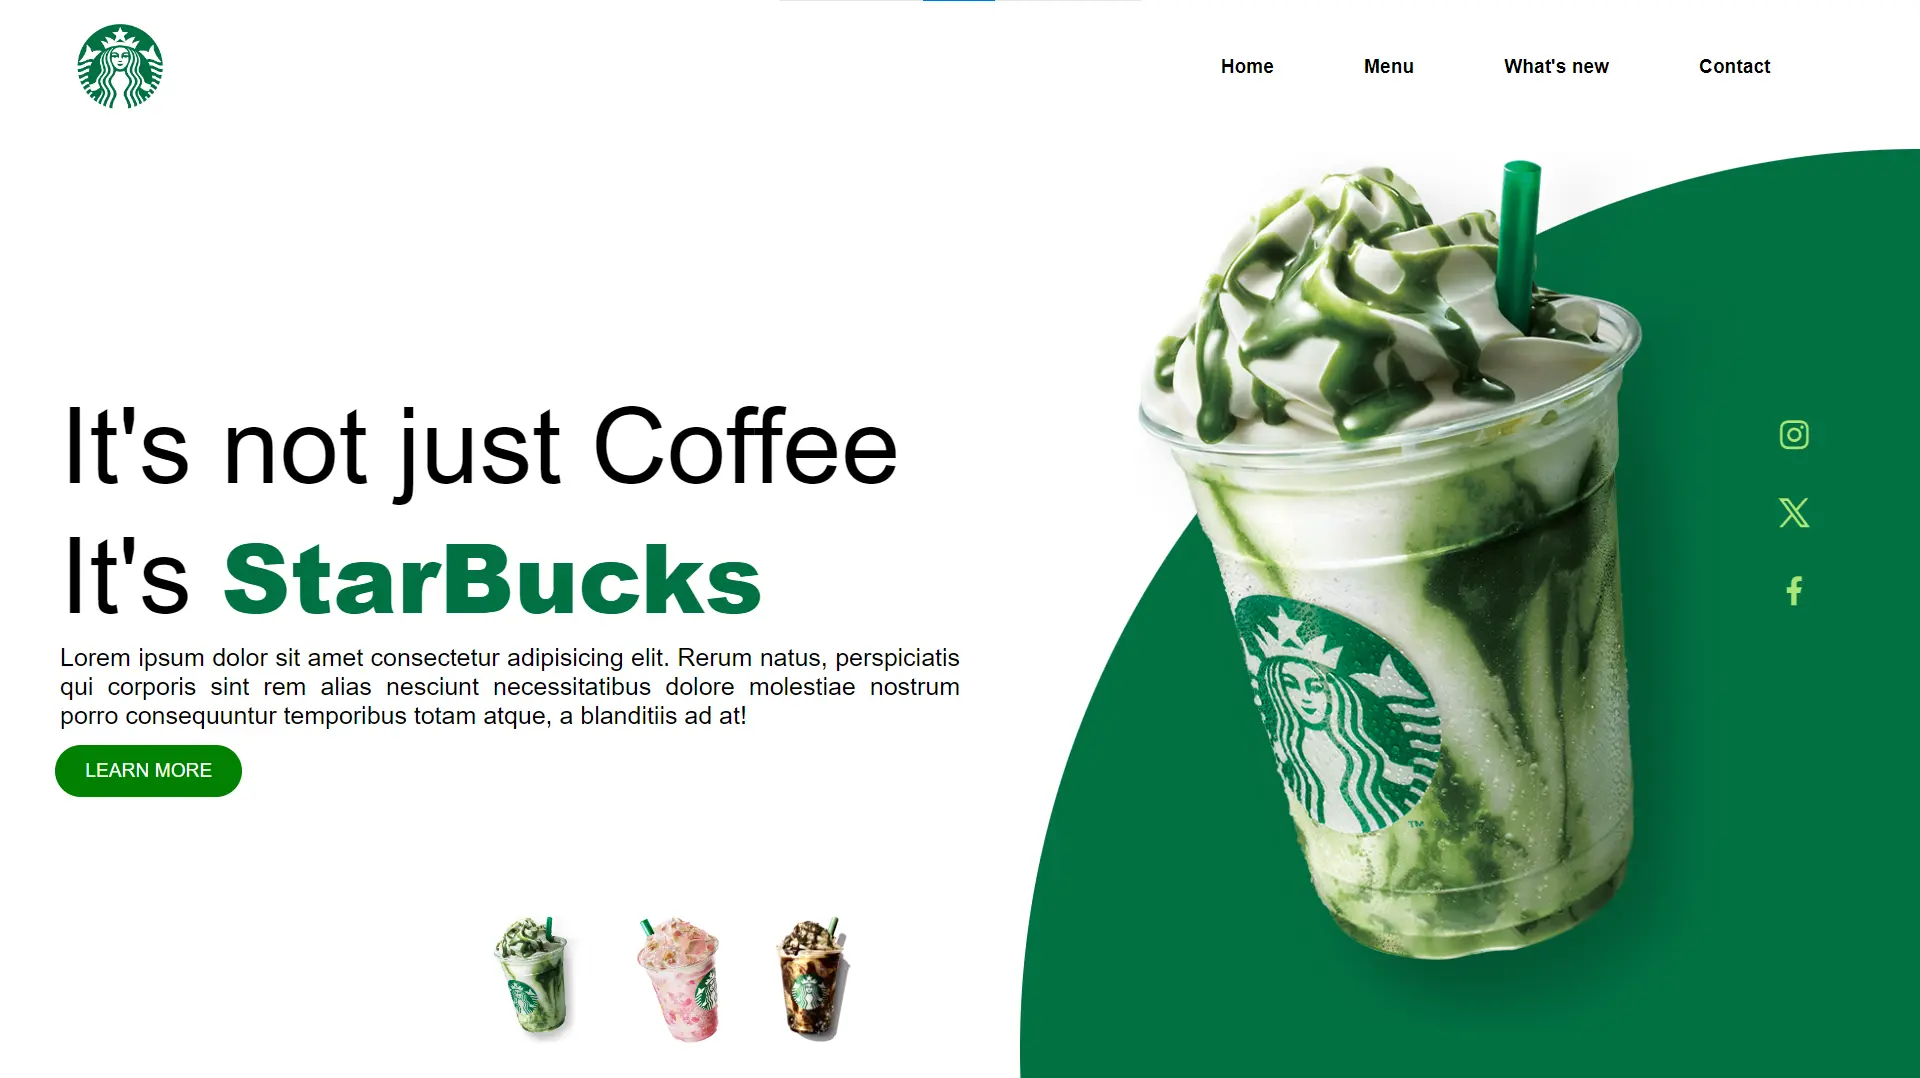 Home
Menu
What's new
Contact
It's not just Coffee
It's StarBucks
Lorem ipsum dolor sit amet consectetur adipisicing elit. Rerum natus, perspiciatis
qui corporis sint rem alias nesciunt necessitatibus dolore molestiae nostrum
porro consequuntur temporibus totam atque, a blanditiis ad at!
LEARN MORE
TM